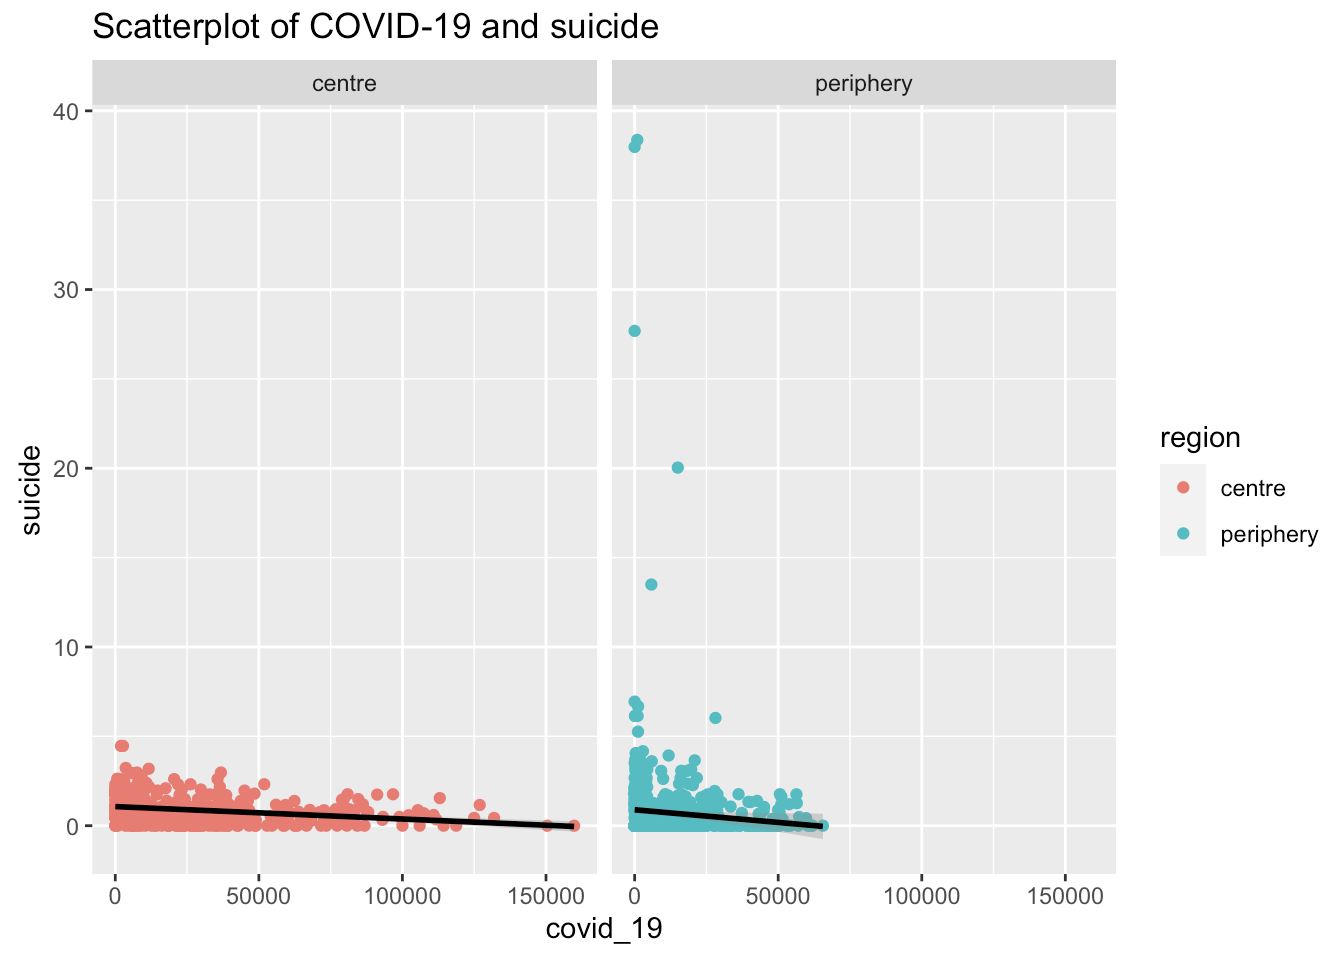 Scatterplot of COVID-19 and suicide
centre
periphery
40
30
20
10
0
suicide
0
50000
100000
150000
0
50000
100000
150000
covid_19
region
centre
periphery